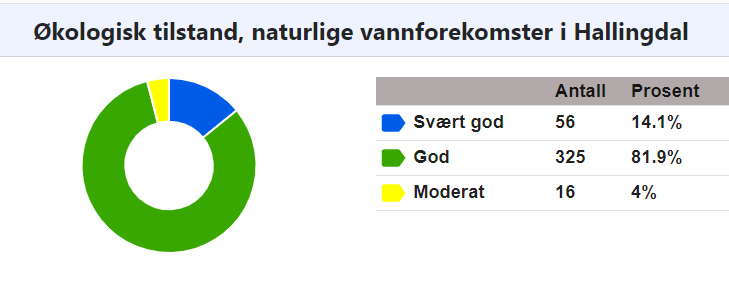 Økologisk tilstand, naturlige vannforekomster i Hallingdal
Antall Prosent
Svært god 56 14.1%
God 325 81.9%
Moderat 16 4%